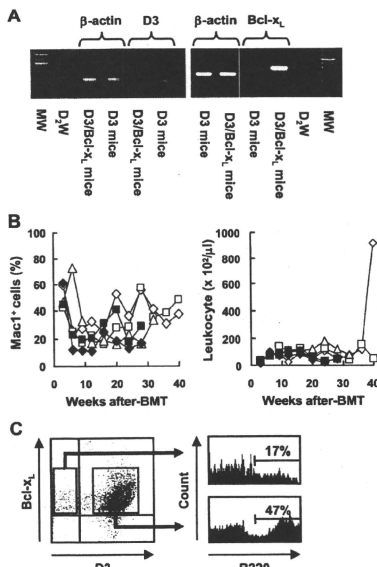 A
β-actin D3 β-actin Bcl-xL
MW
D2W
D3/Bcl-xL mice
D3 mice
D3/Bcl-xL mice
D3 mice
D3 mice
D3/Bcl-xL mice
D3 mice
D3/Bcl-xL mice
D2W
MW
B
Mac1+ cells (%)
100
80
60
40
20
0
0 10 20 30 40
Weeks after-BMT
Leukocyte (x 10²/μl)
1000
800
600
400
200
0
0 10 20 30 40
Weeks after-BMT
C
Bcl-xL
D3
Count
17%
47%
B220